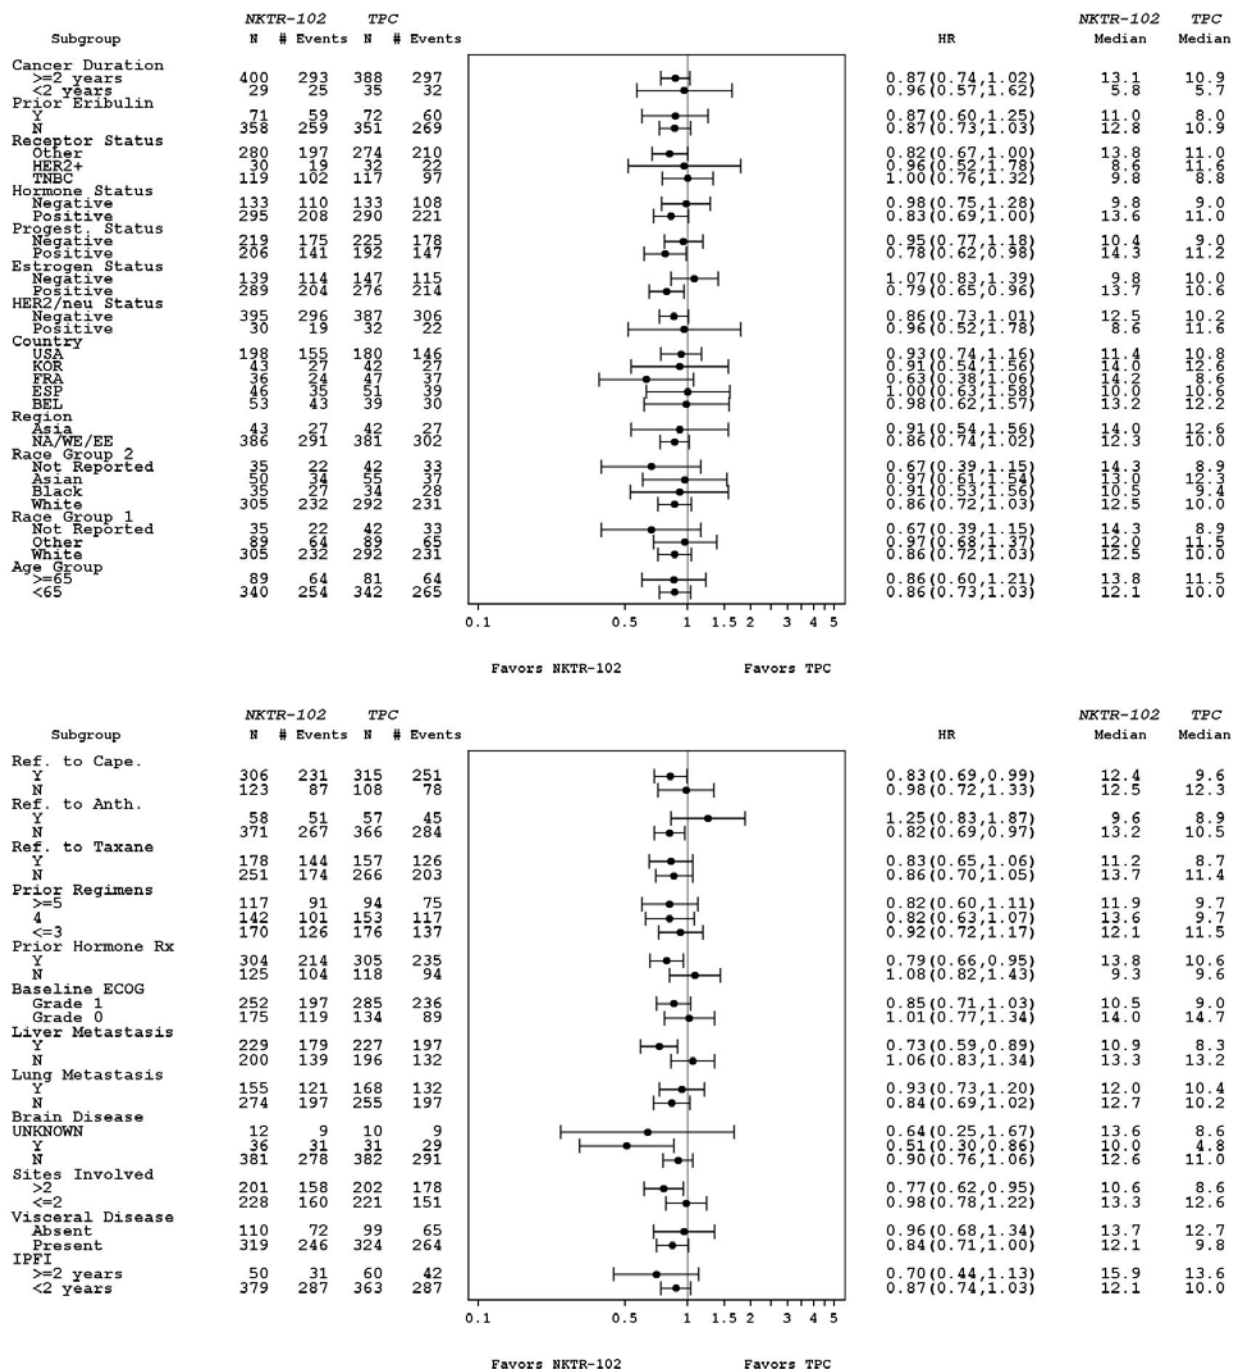 NKTR-102 TPC NKTR-102 TPC
Subgroup N # Events N # Events HR Median Median
Cancer Duration
>=2 years 400 293 388 297 0.87(0.74,1.02) 13.1 10.9
<2 years 29 25 35 32 0.96(0.57,1.62) 5.8 5.7
Prior Eribulin
Y 71 59 72 60 0.87(0.60,1.25) 11.0 8.0
N 358 259 351 269 0.87(0.73,1.03) 12.8 10.9
Receptor Status
Other 280 197 274 210 0.82(0.67,1.00) 13.8 11.0
HER2+ 30 19 32 22 0.96(0.52,1.78) 8.6 11.6
TNBC 119 102 117 97 1.00(0.76,1.32) 9.8 8.8
Hormone Status
Negative 133 110 133 108 0.98(0.75,1.28) 9.8 9.0
Positive 295 208 290 221 0.83(0.69,1.00) 13.6 11.0
Progest. Status
Negative 219 175 225 178 0.95(0.77,1.18) 10.4 9.0
Positive 206 141 192 147 0.78(0.62,0.98) 14.3 11.2
Estrogen Status
Negative 139 114 147 115 1.07(0.83,1.39) 9.8 10.0
Positive 289 204 276 214 0.79(0.65,0.96) 13.7 10.6
HER2/neu Status
Negative 395 296 387 306 0.86(0.73,1.01) 12.5 10.2
Positive 30 19 32 22 0.96(0.52,1.78) 8.6 11.6
Country
USA 198 155 180 146 0.93(0.74,1.16) 11.4 10.8
KOR 43 27 42 27 0.91(0.54,1.56) 14.0 12.6
FRA 36 24 47 37 0.63(0.38,1.06) 14.2 8.6
ESP 46 35 51 39 1.00(0.63,1.58) 10.0 10.6
BEL 53 43 39 30 0.98(0.62,1.57) 13.2 12.2
Region
Asia 43 27 42 27 0.91(0.54,1.56) 14.0 12.6
NA/WE/EE 386 291 381 302 0.86(0.74,1.02) 12.3 10.0
Race Group 2
Not Reported 35 22 42 33 0.67(0.39,1.15) 14.3 8.9
Asian 50 34 55 37 0.97(0.61,1.54) 13.0 12.3
Black 35 27 34 28 0.91(0.53,1.56) 10.5 9.4
White 305 232 292 231 0.86(0.72,1.03) 12.5 10.0
Race Group 1
Not Reported 35 22 42 33 0.67(0.39,1.15) 14.3 8.9
Other 89 64 89 65 0.97(0.68,1.37) 12.0 11.5
White 305 232 292 231 0.86(0.72,1.03) 12.5 10.0
Age Group
>=65 89 64 81 64 0.86(0.60,1.21) 13.8 11.5
<65 340 254 342 265 0.86(0.73,1.03) 12.1 10.0
0.1 0.5 1 1.5 2 3 4 5
Favors NKTR-102 Favors TPC
NKTR-102 TPC NKTR-102 TPC
Subgroup N # Events N # Events HR Median Median
Ref. to Cape.
Y 306 231 315 251 0.83(0.69,0.99) 12.4 9.6
N 123 87 108 78 0.98(0.72,1.33) 12.5 12.3
Ref. to Anth.
Y 58 51 57 45 1.25(0.83,1.87) 9.6 8.9
N 371 267 366 284 0.82(0.69,0.97) 13.2 10.5
Ref. to Taxane
Y 178 144 157 126 0.83(0.65,1.06) 11.2 8.7
N 251 174 266 203 0.86(0.70,1.05) 13.7 11.4
Prior Regimens
>=5 117 91 94 75 0.82(0.60,1.11) 11.9 9.7
4 142 101 153 117 0.82(0.63,1.07) 13.6 9.7
<=3 170 126 176 137 0.92(0.72,1.17) 12.1 11.5
Prior Hormone Rx
Y 304 214 305 235 0.79(0.66,0.95) 13.8 10.6
N 125 104 118 94 1.08(0.82,1.43) 9.3 9.6
Baseline ECOG
Grade 1 252 197 285 236 0.85(0.71,1.03) 10.5 9.0
Grade 0 175 119 134 89 1.01(0.77,1.34) 14.0 14.7
Liver Metastasis
Y 229 179 227 197 0.73(0.59,0.89) 10.9 8.3
N 200 139 196 132 1.06(0.83,1.34) 13.3 13.2
Lung Metastasis
Y 155 121 168 132 0.93(0.73,1.20) 12.0 10.4
N 274 197 255 197 0.84(0.69,1.02) 12.7 10.2
Brain Disease
UNKNOWN 12 9 10 9 0.64(0.25,1.67) 13.6 8.6
Y 36 31 31 29 0.51(0.30,0.86) 10.0 4.8
N 381 278 382 291 0.90(0.76,1.06) 12.6 11.0
Sites Involved
>2 201 158 202 178 0.77(0.62,0.95) 10.6 8.6
<=2 228 160 221 151 0.98(0.78,1.22) 13.3 12.6
Visceral Disease
Absent 110 72 99 65 0.96(0.68,1.34) 13.7 12.7
Present 319 246 324 264 0.84(0.71,1.00) 12.1 9.8
IPFI
>=2 years 50 31 60 42 0.70(0.44,1.13) 15.9 13.6
<2 years 379 287 363 287 0.87(0.74,1.03) 12.1 10.0
0.1 0.5 1 1.5 2 3 4 5
Favors NKTR-102 Favors TPC